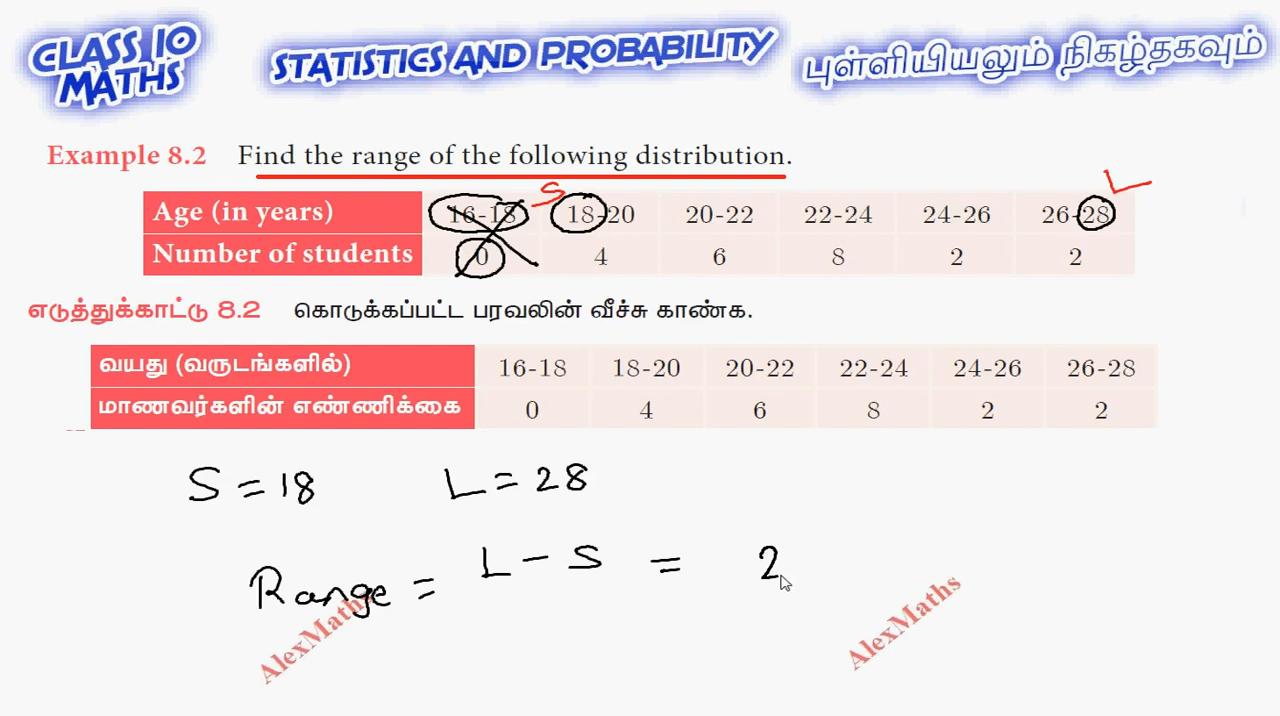 CLASS 10 MATHS
STATISTICS AND PROBABILITY
புள்ளியியலும் நிகழ்தகவும்
Example 8.2 Find the range of the following distribution.
S L
Age (in years) 16-18 18-20 20-22 22-24 24-26 26-28
Number of students 0 4 6 8 2 2
எடுத்துக்காட்டு 8.2 கொடுக்கப்பட்ட பரவலின் வீச்சு காண்க.
வயது (வருடங்களில்) 16-18 18-20 20-22 22-24 24-26 26-28
மாணவர்களின் எண்ணிக்கை 0 4 6 8 2 2
S = 18 L = 28
Range = L - S = 2
AlexMaths AlexMaths